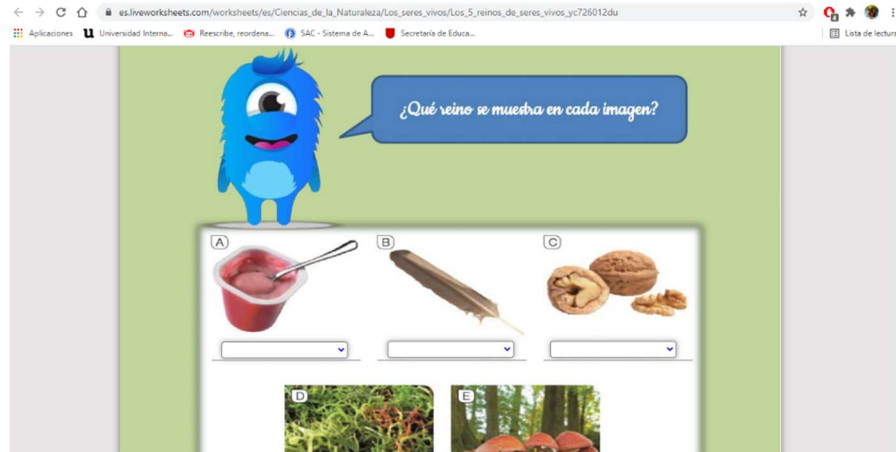 es.liveworksheets.com/worksheets/es/Ciencias_de_la_Naturaleza/Los_seres_vivos/Los_5_reinos_de_seres_vivos_yc726012du
Aplicaciones Universidad Interna... Reescribe, reordena... SAC - Sistema de A... Secretaría de Educa... Lista de lectura
¿Qué reino se muestra en cada imagen?
A B C
D E